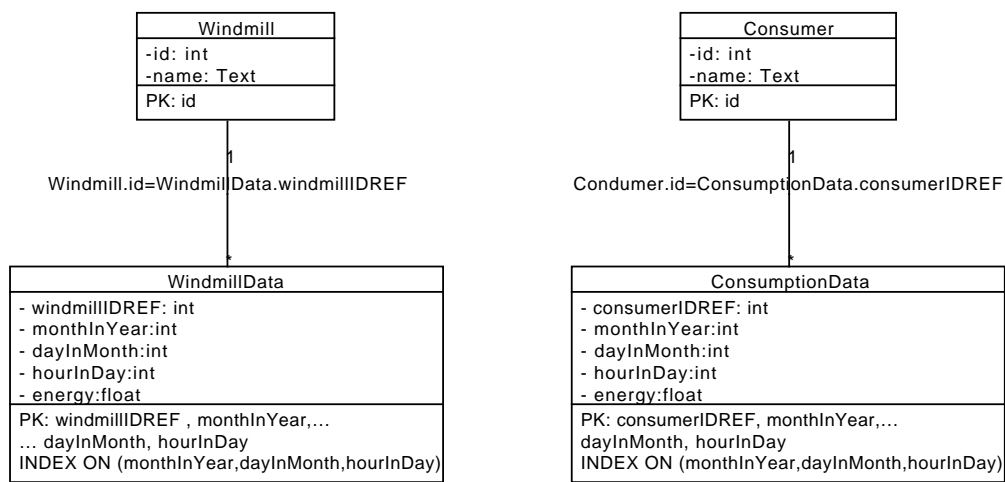 Windmill
-id: int
-name: Text
PK: id
1
Windmill.id=WindmillData.windmillIDREF
*
WindmillData
- windmillIDREF: int
- monthInYear:int
- dayInMonth:int
- hourInDay:int
- energy:float
PK: windmillIDREF , monthInYear,...
... dayInMonth, hourInDay
INDEX ON (monthInYear,dayInMonth,hourInDay)
Consumer
-id: int
-name: Text
PK: id
1
Condumer.id=ConsumptionData.consumerIDREF
*
ConsumptionData
- consumerIDREF: int
- monthInYear:int
- dayInMonth:int
- hourInDay:int
- energy:float
PK: consumerIDREF, monthInYear,...
dayInMonth, hourInDay
INDEX ON (monthInYear,dayInMonth,hourInDay)